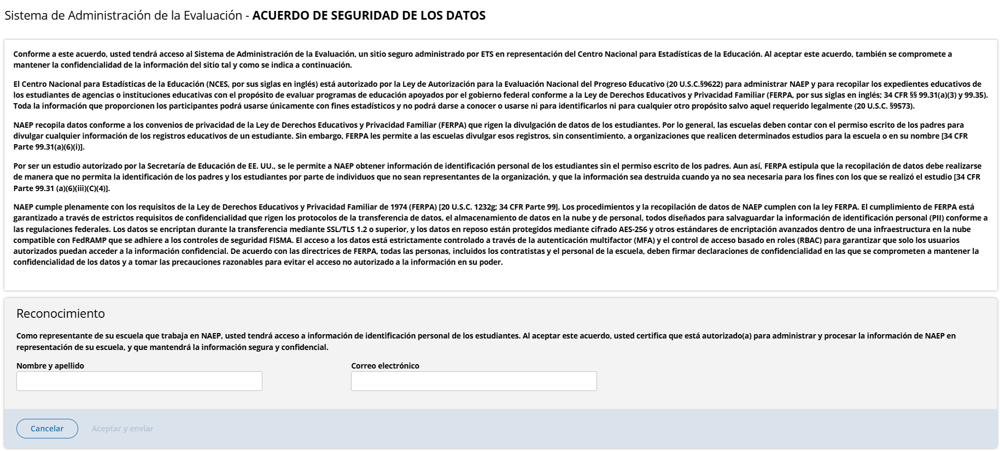 Sistema de Administración de la Evaluación - ACUERDO DE SEGURIDAD DE LOS DATOS
Conforme a este acuerdo, usted tendrá acceso al Sistema de Administración de la Evaluación, un sitio seguro administrado por ETS en representación del Centro Nacional para Estadísticas de la Educación. Al aceptar este acuerdo, también se compromete a
mantener la confidencialidad de la información del sitio tal y como se indica a continuación.
El Centro Nacional para Estadísticas de la Educación (NCES, por sus siglas en inglés) está autorizado por la Ley de Autorización para la Evaluación Nacional del Progreso Educativo (20 U.S.C.§9622) para administrar NAEP y para recopilar los expedientes educativos de
los estudiantes de agencias o instituciones educativas con el propósito de evaluar programas de educación apoyados por el gobierno federal conforme a la Ley de Derechos Educativos y Privacidad Familiar (FERPA, por sus siglas en inglés; 34 CFR §§ 99.31(a)(3) y 99.35).
Toda la información que proporcionen los participantes podrá usarse únicamente con fines estadísticos y no podrá darse a conocer o usarse ni para identificarlos ni para cualquier otro propósito salvo aquel requerido legalmente (20 U.S.C. §9573).
NAEP recopila datos conforme a los convenios de privacidad de la Ley de Derechos Educativos y Privacidad Familiar (FERPA) que rigen la divulgación de datos de los estudiantes. Por lo general, las escuelas deben contar con el permiso escrito de los padres para
divulgar cualquier información de los registros educativos de un estudiante. Sin embargo, FERPA les permite a las escuelas divulgar esos registros, sin consentimiento, a organizaciones que realicen determinados estudios para la escuela o en su nombre [34 CFR
Parte 99.31(a)(6)(i)].
Por ser un estudio autorizado por la Secretaría de Educación de EE. UU., se le permite a NAEP obtener información de identificación personal de los estudiantes sin el permiso escrito de los padres. Aun así, FERPA estipula que la recopilación de datos debe realizarse
de manera que no permita la identificación de los padres y los estudiantes por parte de individuos que no sean representantes de la organización, y que la información sea destruida cuando ya no sea necesaria para los fines con los que se realizó el estudio [34 CFR
Parte 99.31 (a)(6)(iii)(C)(4)].
NAEP cumple plenamente con los requisitos de la Ley de Derechos Educativos y Privacidad Familiar de 1974 (FERPA) [20 U.S.C. 1232g; 34 CFR Parte 99]. Los procedimientos y la recopilación de datos de NAEP cumplen con la ley FERPA. El cumplimiento de FERPA está
garantizado a través de estrictos requisitos de confidencialidad que rigen los protocolos de la transferencia de datos, el almacenamiento de datos en la nube y de personal, todos diseñados para salvaguardar la información de identificación personal (PII) conforme a
las regulaciones federales. Los datos se encriptan durante la transferencia mediante SSL/TLS 1.2 o superior, y los datos en reposo están protegidos mediante cifrado AES-256 y otros estándares de encriptación avanzados dentro de una infraestructura en la nube
compatible con FedRAMP que se adhiere a los controles de seguridad FISMA. El acceso a los datos está estrictamente controlado a través de la autenticación multifactor (MFA) y el control de acceso basado en roles (RBAC) para garantizar que solo los usuarios
autorizados puedan acceder a la información confidencial. De acuerdo con las directrices de FERPA, todas las personas, incluidos los contratistas y el personal de la escuela, deben firmar declaraciones de confidencialidad en las que se comprometen a mantener la
confidencialidad de los datos y a tomar las precauciones razonables para evitar el acceso no autorizado a la información en su poder.
Reconocimiento
Como representante de su escuela que trabaja en NAEP, usted tendrá acceso a información de identificación personal de los estudiantes. Al aceptar este acuerdo, usted certifica que está autorizado(a) para administrar y procesar la información de NAEP en
representación de su escuela, y que mantendrá la información segura y confidencial.
Nombre y apellido
Correo electrónico
Cancelar
Aceptar y enviar